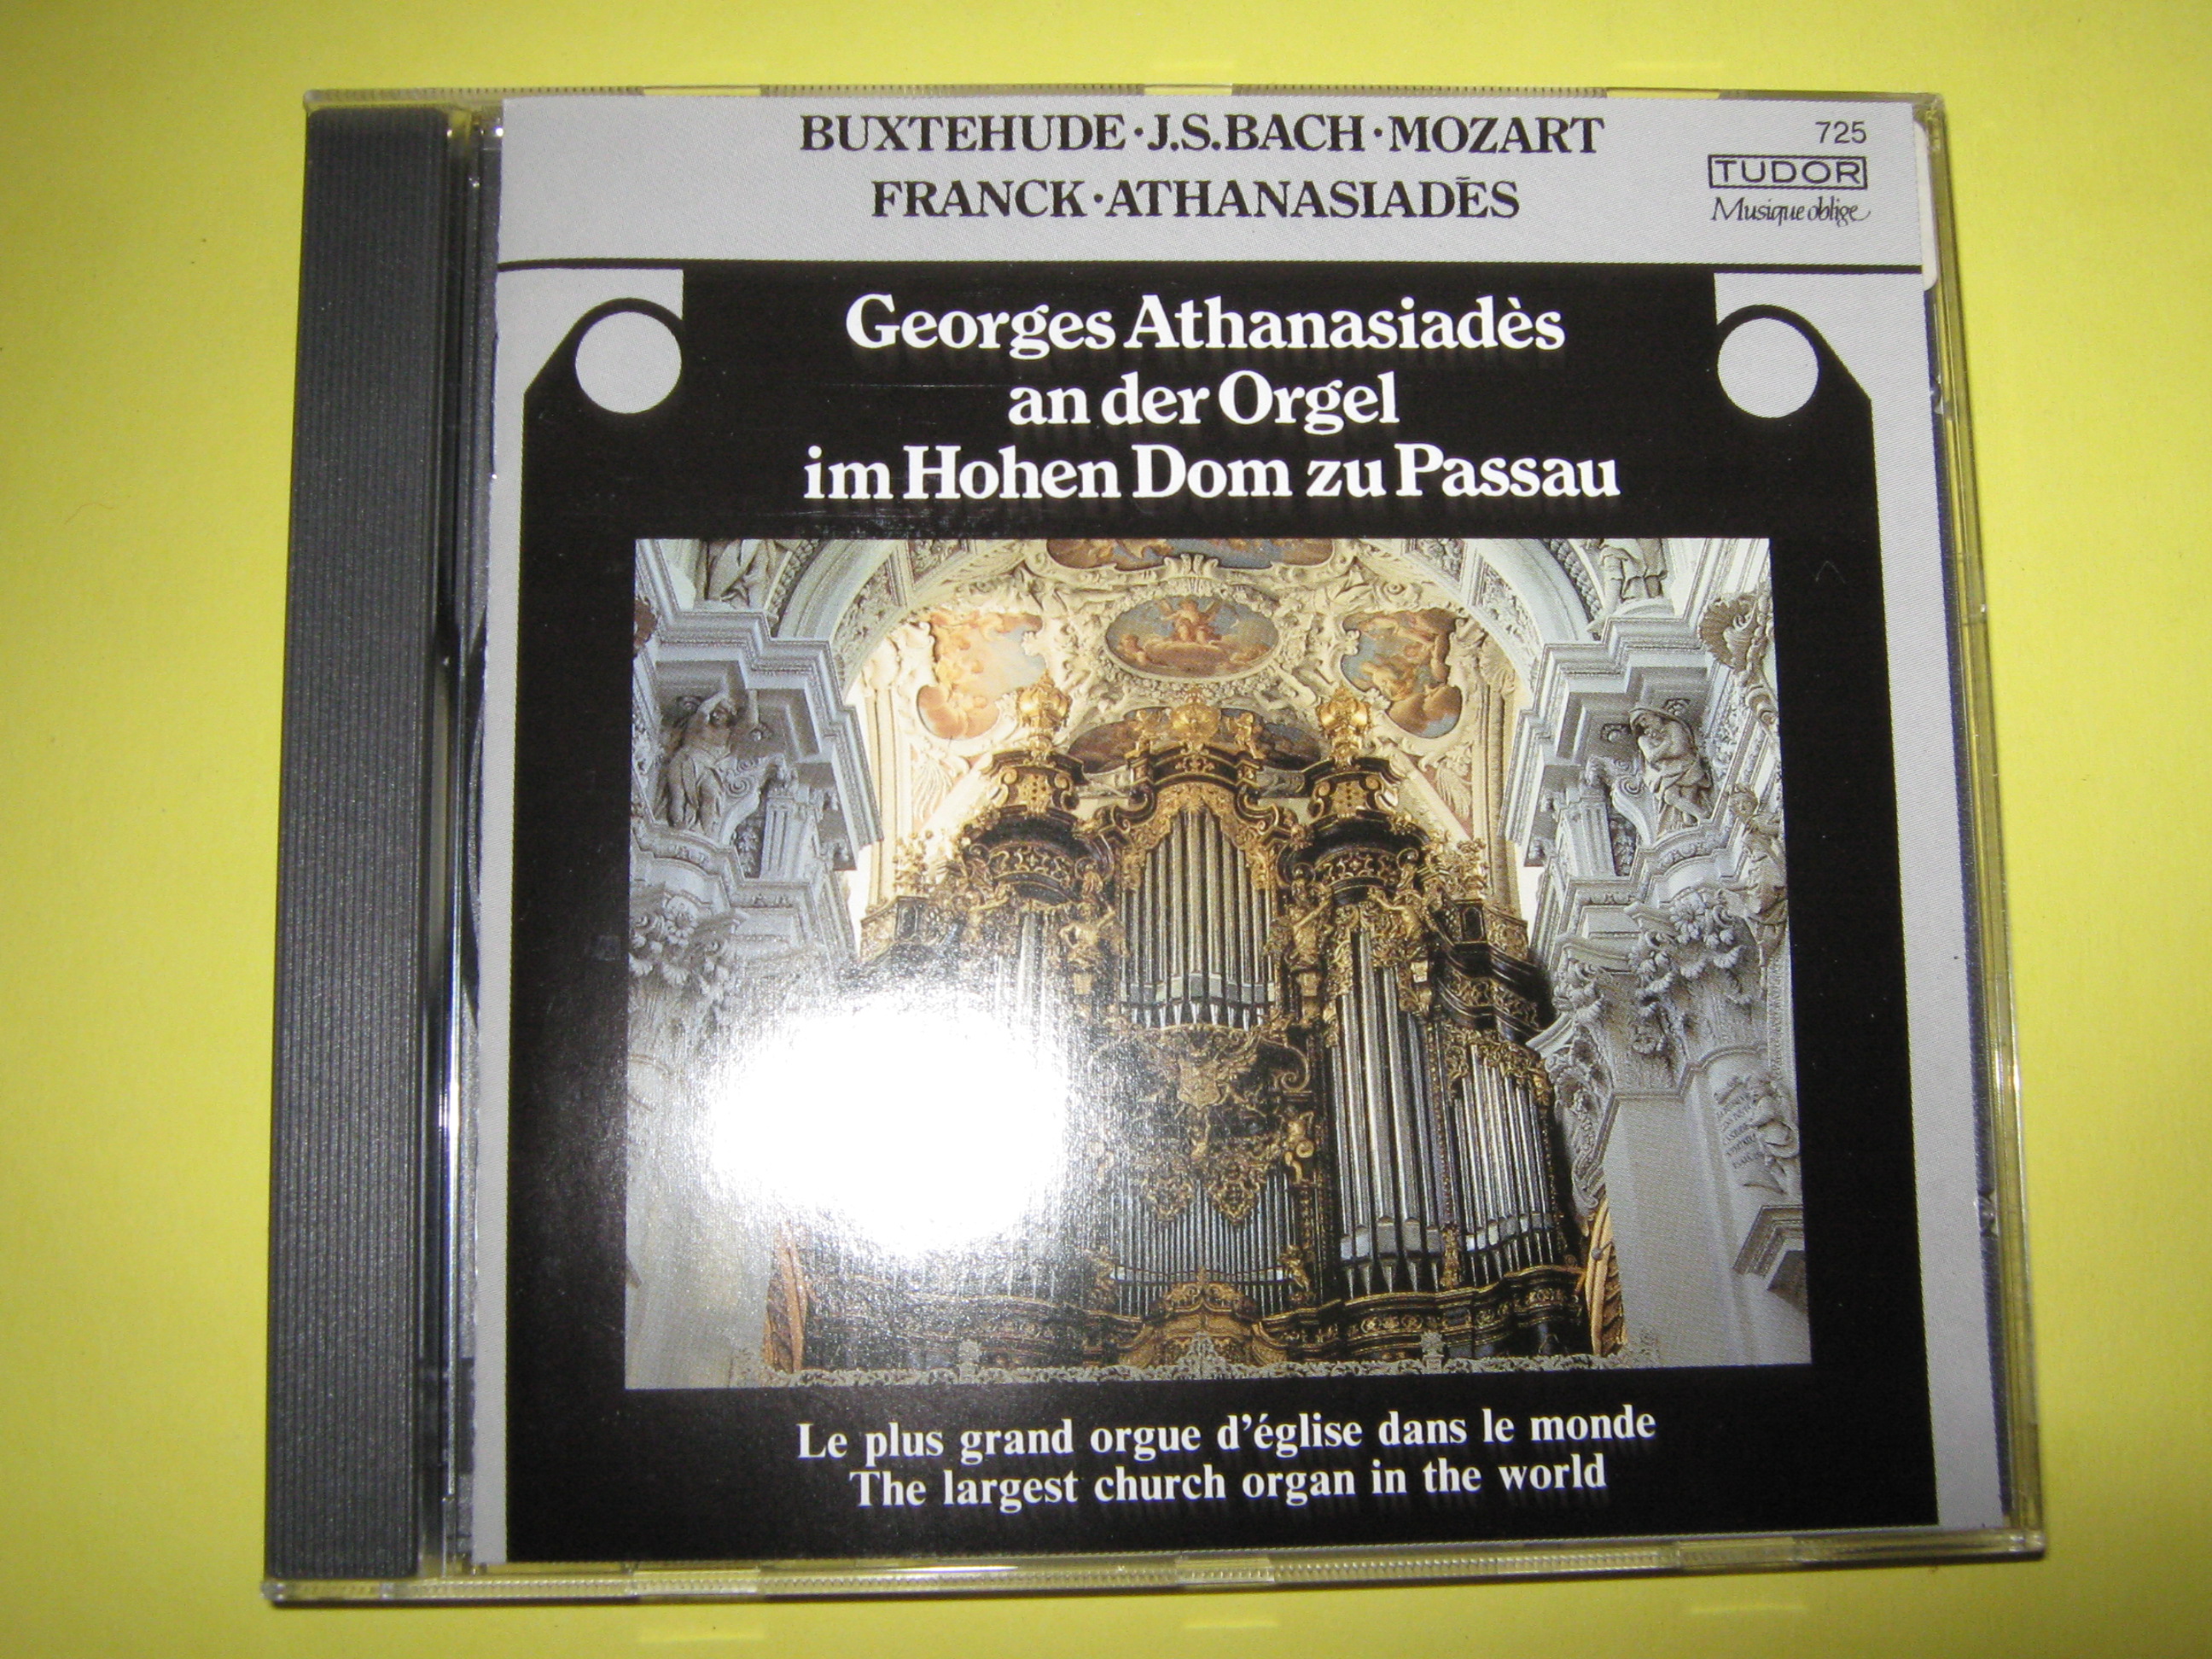 BUXTEHUDE·J.S.BACH·MOZART
FRANCK·ATHANASIADĒS
725
TUDOR
Musique oblige
Georges Athanasiadès
an der Orgel
im Hohen Dom zu Passau
Le plus grand orgue d'église dans le monde
The largest church organ in the world